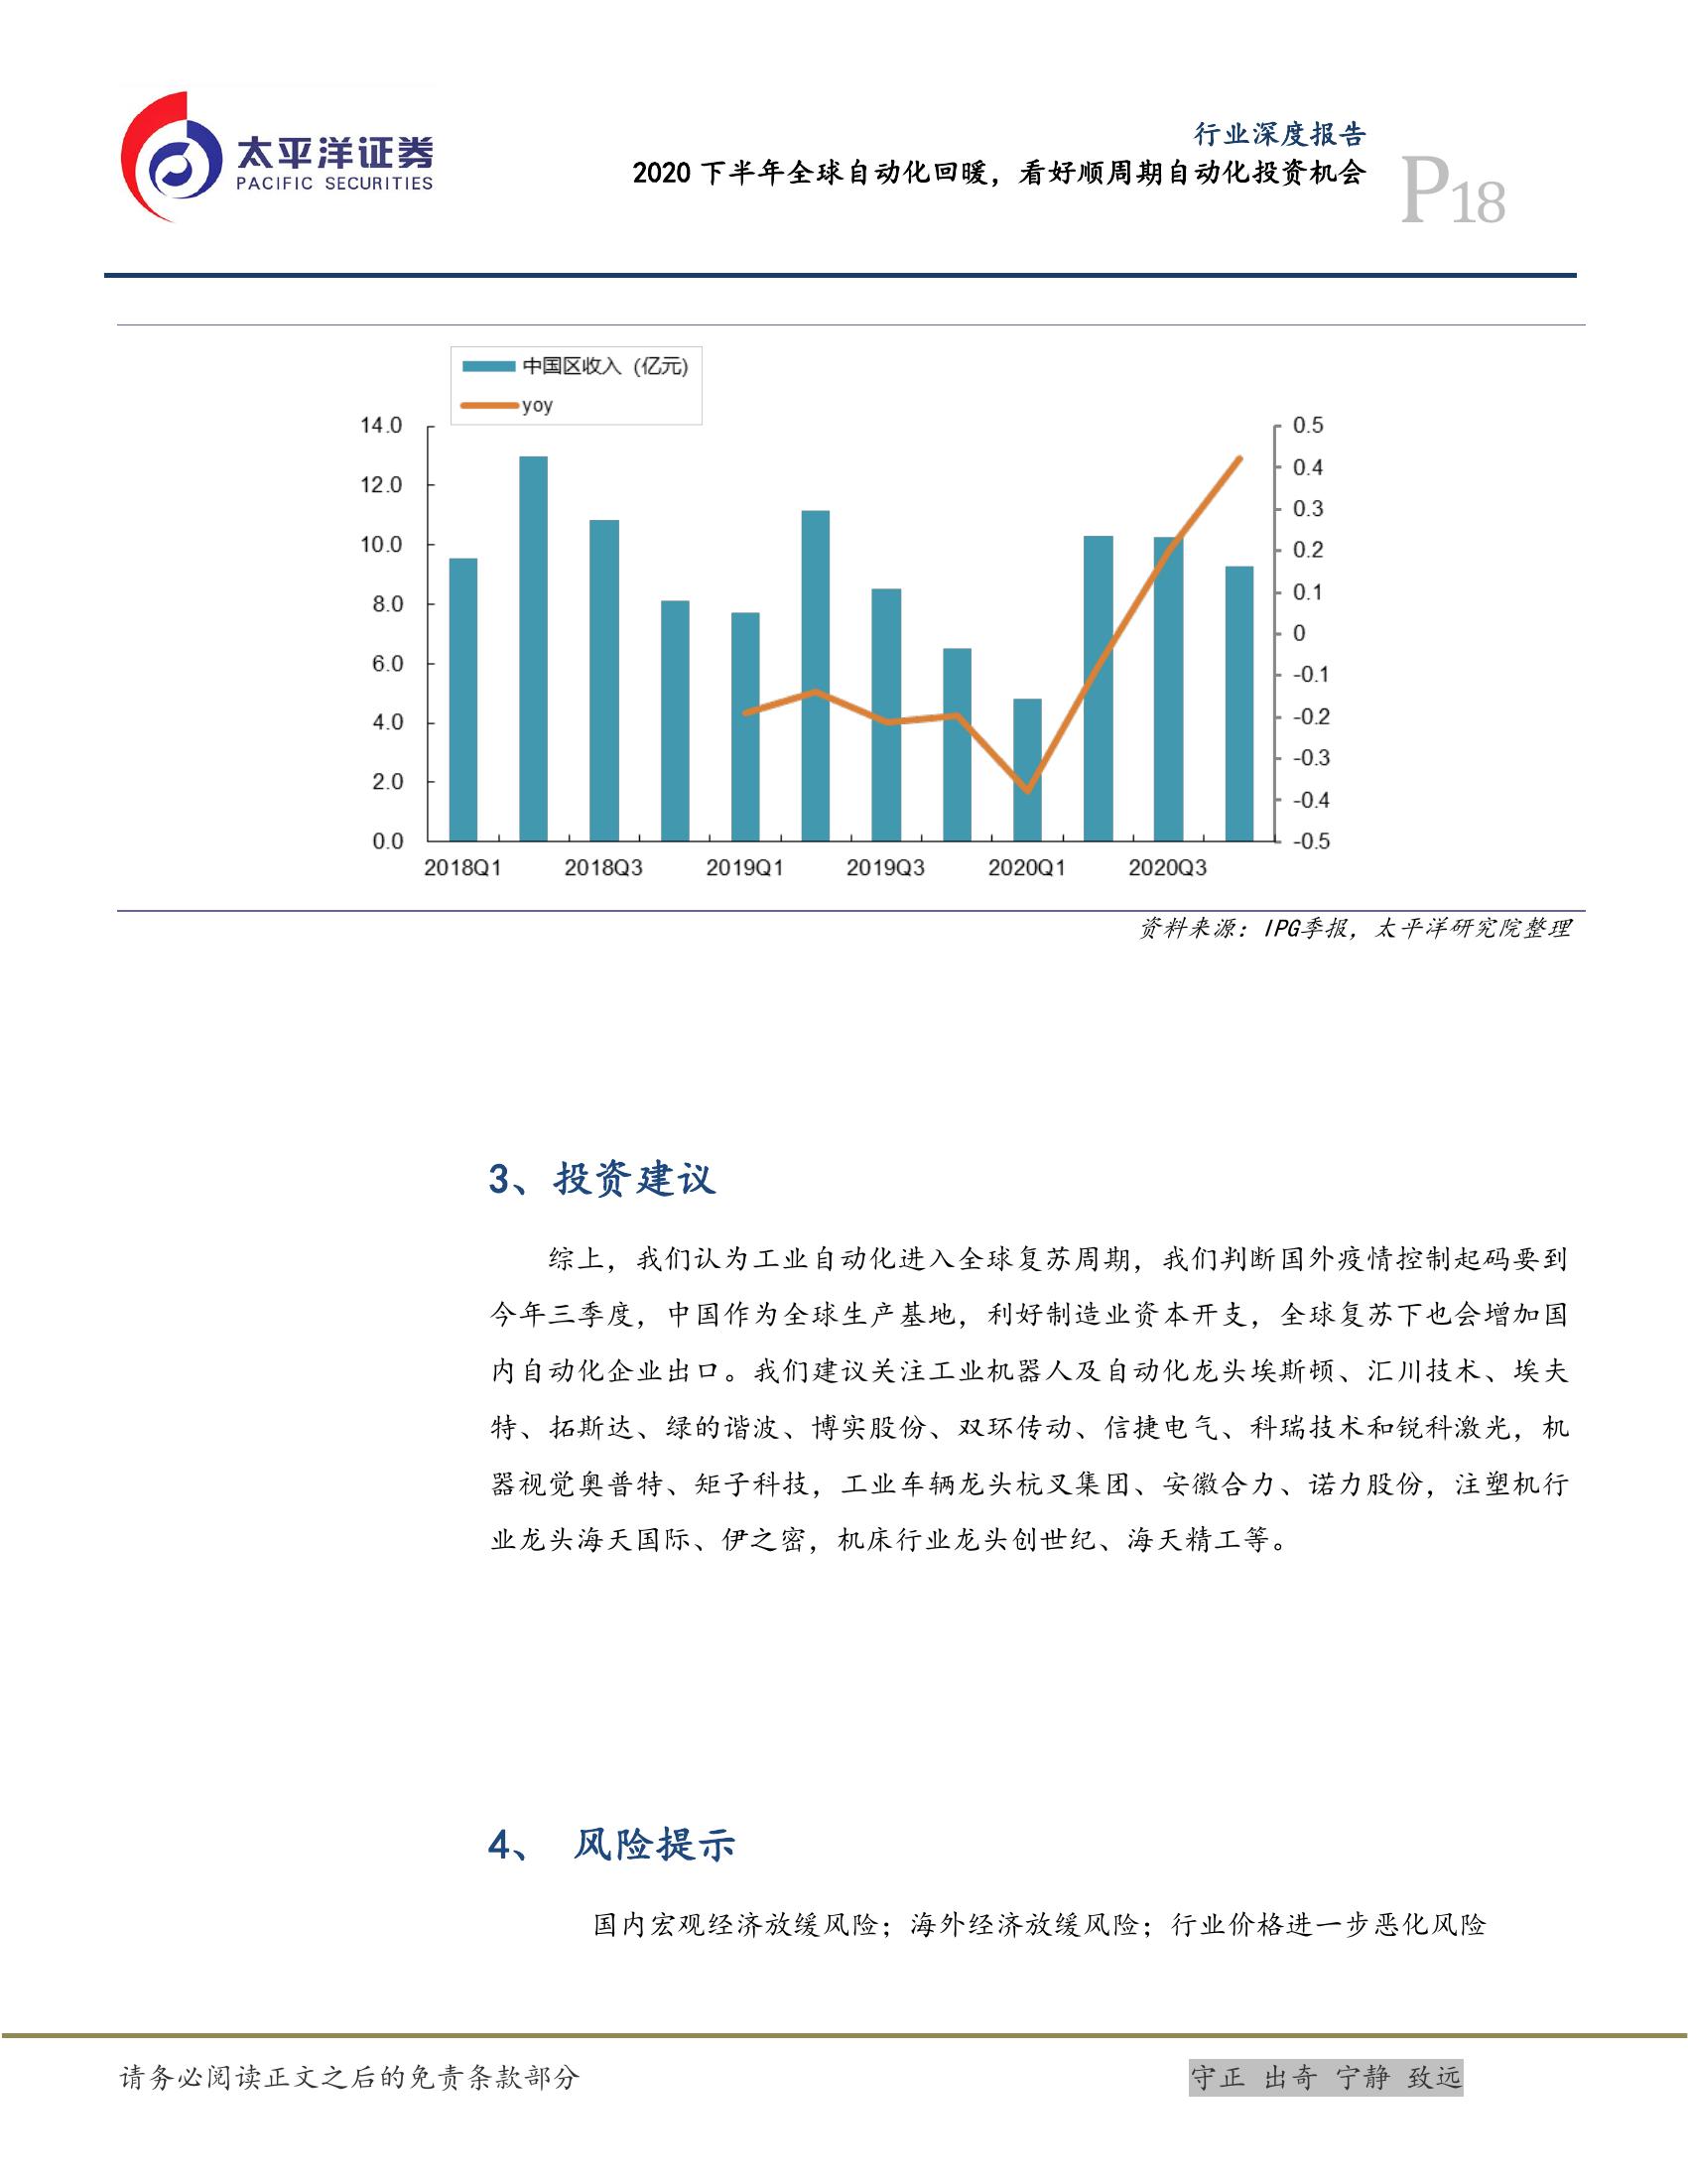 太平洋证券
PACIFIC SECURITIES
行业深度报告
2020 下半年全球自动化回暖，看好顺周期自动化投资机会
P18
中国区收入 (亿元)
yoy
14.0
12.0
10.0
8.0
6.0
4.0
2.0
0.0
0.5
0.4
0.3
0.2
0.1
0
-0.1
-0.2
-0.3
-0.4
-0.5
2018Q1 2018Q3 2019Q1 2019Q3 2020Q1 2020Q3
资料来源：IPG季报，太平洋研究院整理
3、投资建议
综上，我们认为工业自动化进入全球复苏周期，我们判断国外疫情控制起码要到
今年三季度，中国作为全球生产基地，利好制造业资本开支，全球复苏下也会增加国
内自动化企业出口。我们建议关注工业机器人及自动化龙头埃斯顿、汇川技术、埃夫
特、拓斯达、绿的谐波、博实股份、双环传动、信捷电气、科瑞技术和锐科激光，机
器视觉奥普特、矩子科技，工业车辆龙头杭叉集团、安徽合力、诺力股份，注塑机行
业龙头海天国际、伊之密，机床行业龙头创世纪、海天精工等。
4、 风险提示
国内宏观经济放缓风险；海外经济放缓风险；行业价格进一步恶化风险
请务必阅读正文之后的免责条款部分
守正 出奇 宁静 致远